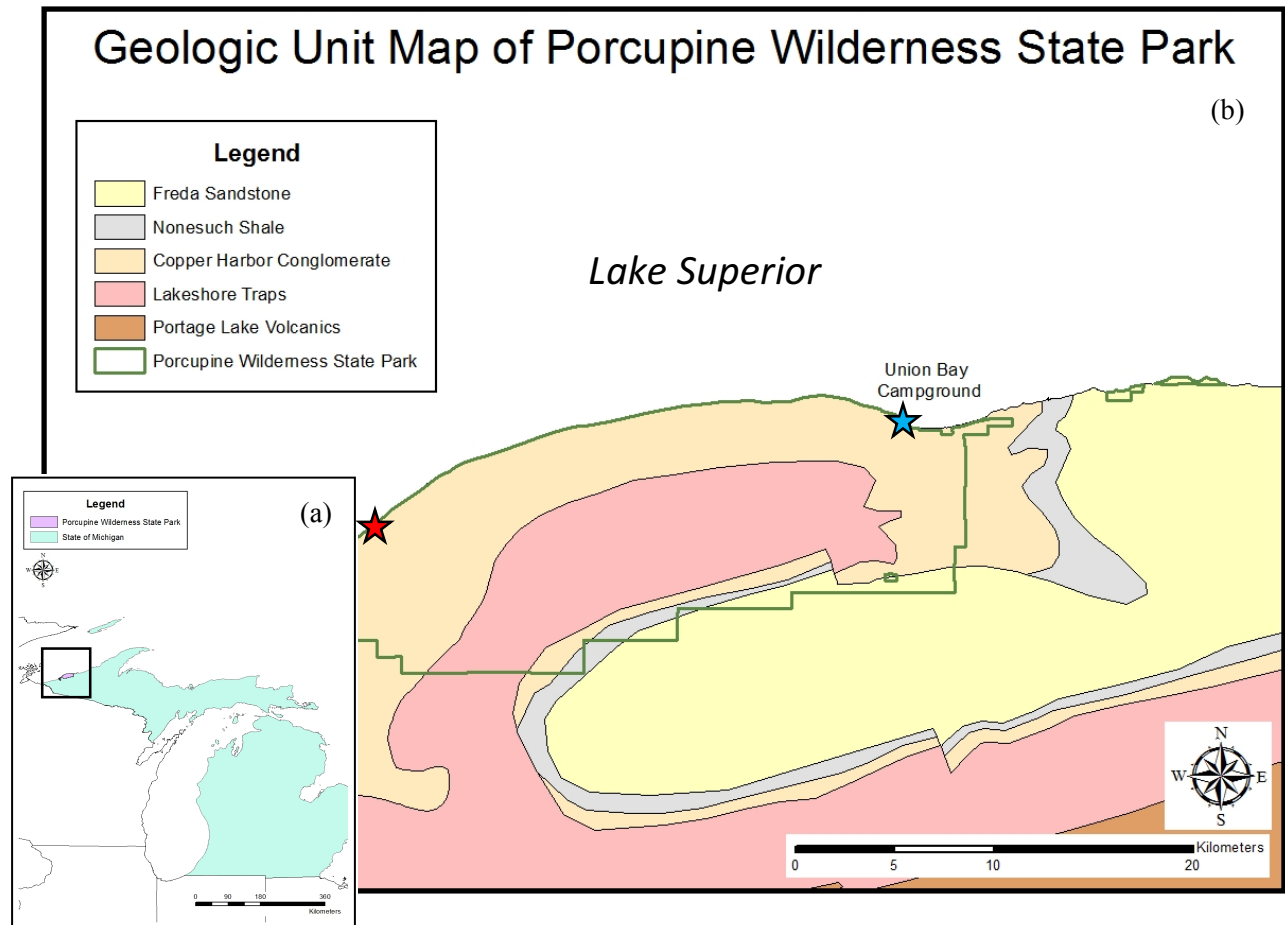 Geologic Unit Map of Porcupine Wilderness State Park
(b)
Legend
Freda Sandstone
Nonesuch Shale
Copper Harbor Conglomerate
Lakeshore Traps
Portage Lake Volcanics
Porcupine Wilderness State Park
Lake Superior
Union Bay
Campground
Legend
Porcupine Wilderness State Park
State of Michigan
(a)
N
W E
S
0 90 180 360
Kilometers
N
W E
S
Kilometers
0 5 10 20